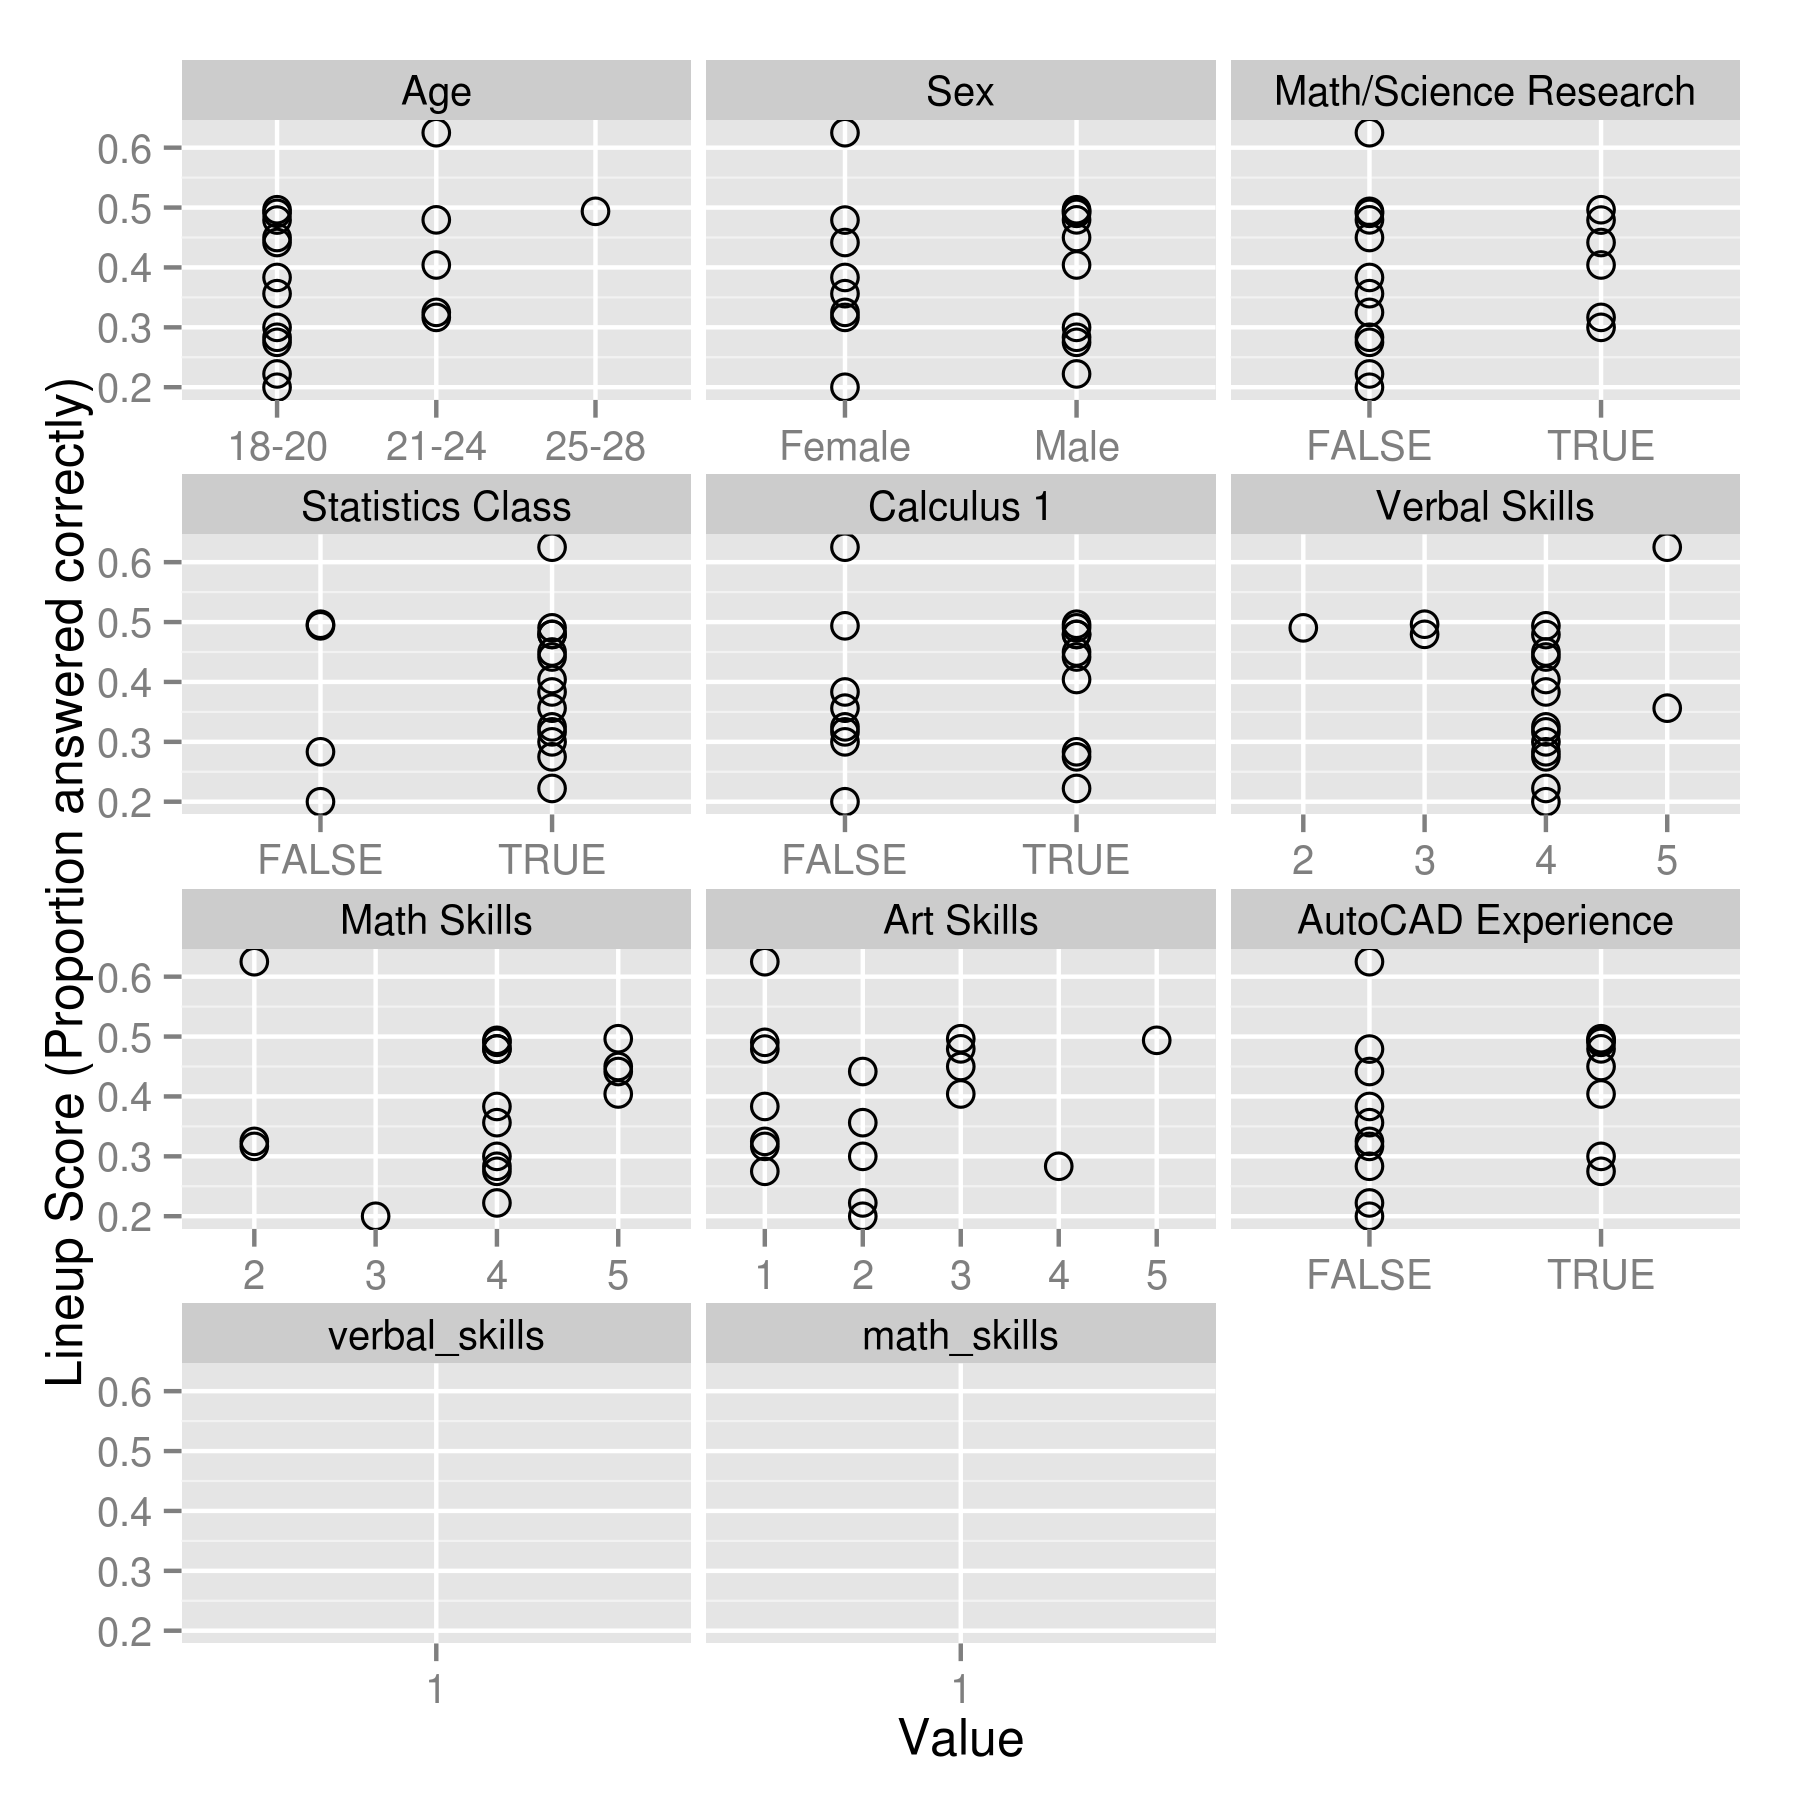 Lineup Score (Proportion answered correctly)
Age
Sex
Math/Science Research
0.6
0.5
0.4
0.3
0.2
18-20 21-24 25-28
Female Male
FALSE TRUE
Statistics Class
Calculus 1
Verbal Skills
0.6
0.5
0.4
0.3
0.2
FALSE TRUE
FALSE TRUE
2 3 4 5
Math Skills
Art Skills
AutoCAD Experience
0.6
0.5
0.4
0.3
0.2
2 3 4 5
1 2 3 4 5
FALSE TRUE
verbal_skills
math_skills
0.6
0.5
0.4
0.3
0.2
1
1
Value